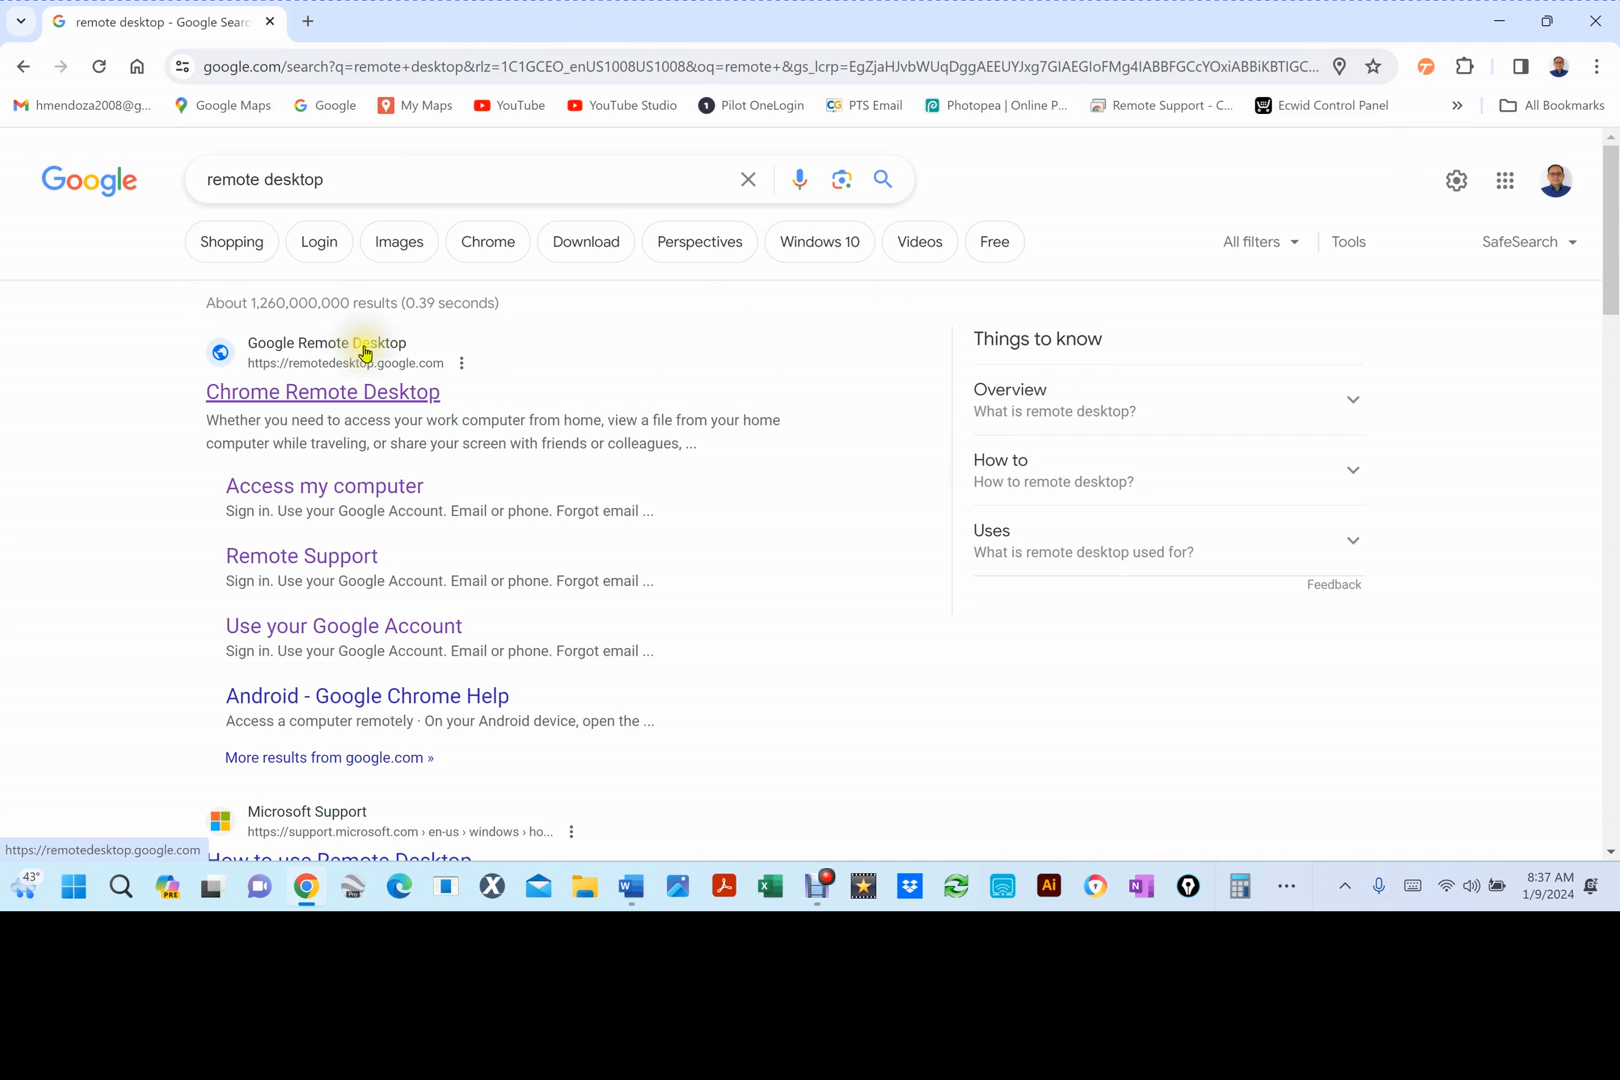 remote desktop - Google Searc
google.com/search?q=remote+desktop&rlz=1C1GCEO_enUS1008US1008&oq=remote+&gs_lcrp=EgZjaHJvbWUqDggAEEUYJxg7GIAEGIoFMg4IABBFGCcYOxiABBiKBTIGC...
hmendoza2008@g...
Google Maps
Google
My Maps
YouTube
YouTube Studio
Pilot OneLogin
PTS Email
Photopea | Online P...
Remote Support - C...
Ecwid Control Panel
»
All Bookmarks
Google
remote desktop
Shopping
Login
Images
Chrome
Download
Perspectives
Windows 10
Videos
Free
All filters
Tools
SafeSearch
About 1,260,000,000 results (0.39 seconds)
Google Remote Desktop
https://remotedesktop.google.com
Chrome Remote Desktop
Whether you need to access your work computer from home, view a file from your home
computer while traveling, or share your screen with friends or colleagues, ...
Access my computer
Sign in. Use your Google Account. Email or phone. Forgot email ...
Remote Support
Sign in. Use your Google Account. Email or phone. Forgot email ...
Use your Google Account
Sign in. Use your Google Account. Email or phone. Forgot email ...
Android - Google Chrome Help
Access a computer remotely · On your Android device, open the ...
More results from google.com »
Microsoft Support
https://support.microsoft.com › en-us › windows › ho...
How to use Remote Desktop
Things to know
Overview
What is remote desktop?
How to
How to remote desktop?
Uses
What is remote desktop used for?
Feedback
https://remotedesktop.google.com
43°
PRE
Pro
Ai
8:37 AM
1/9/2024